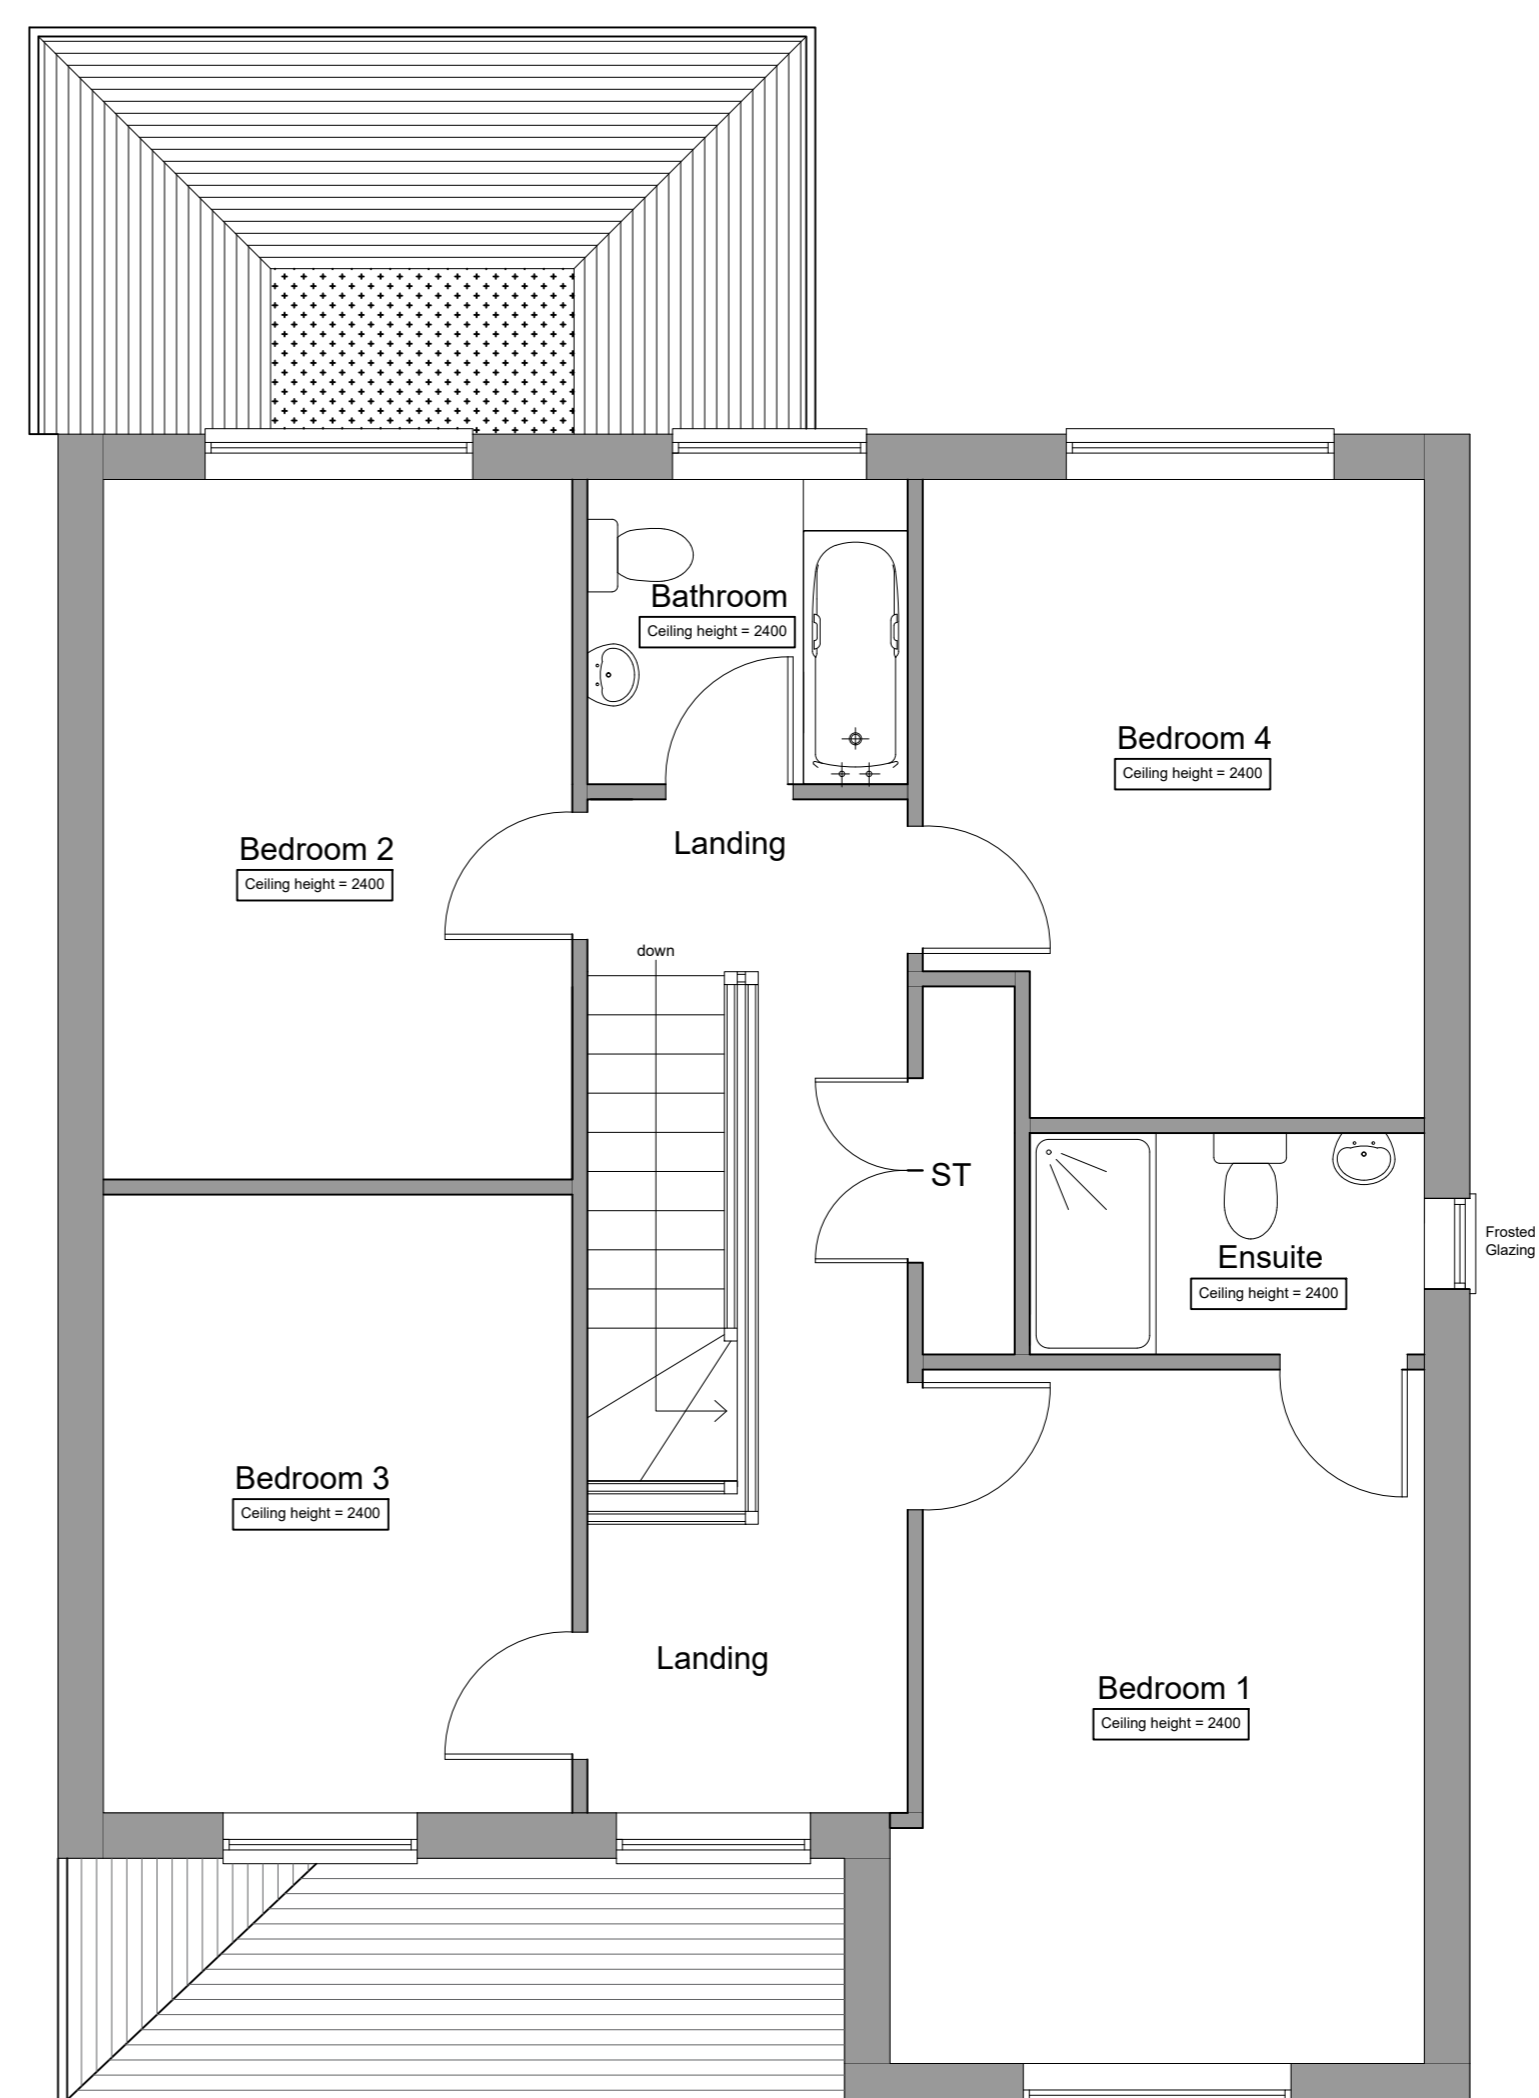 Bathroom
Ceiling height = 2400
Bedroom 4
Ceiling height = 2400
Bedroom 2
Ceiling height = 2400
Landing
down
ST
Frosted
Glazing
Ensuite
Ceiling height = 2400
Bedroom 3
Ceiling height = 2400
Landing
Bedroom 1
Ceiling height = 2400